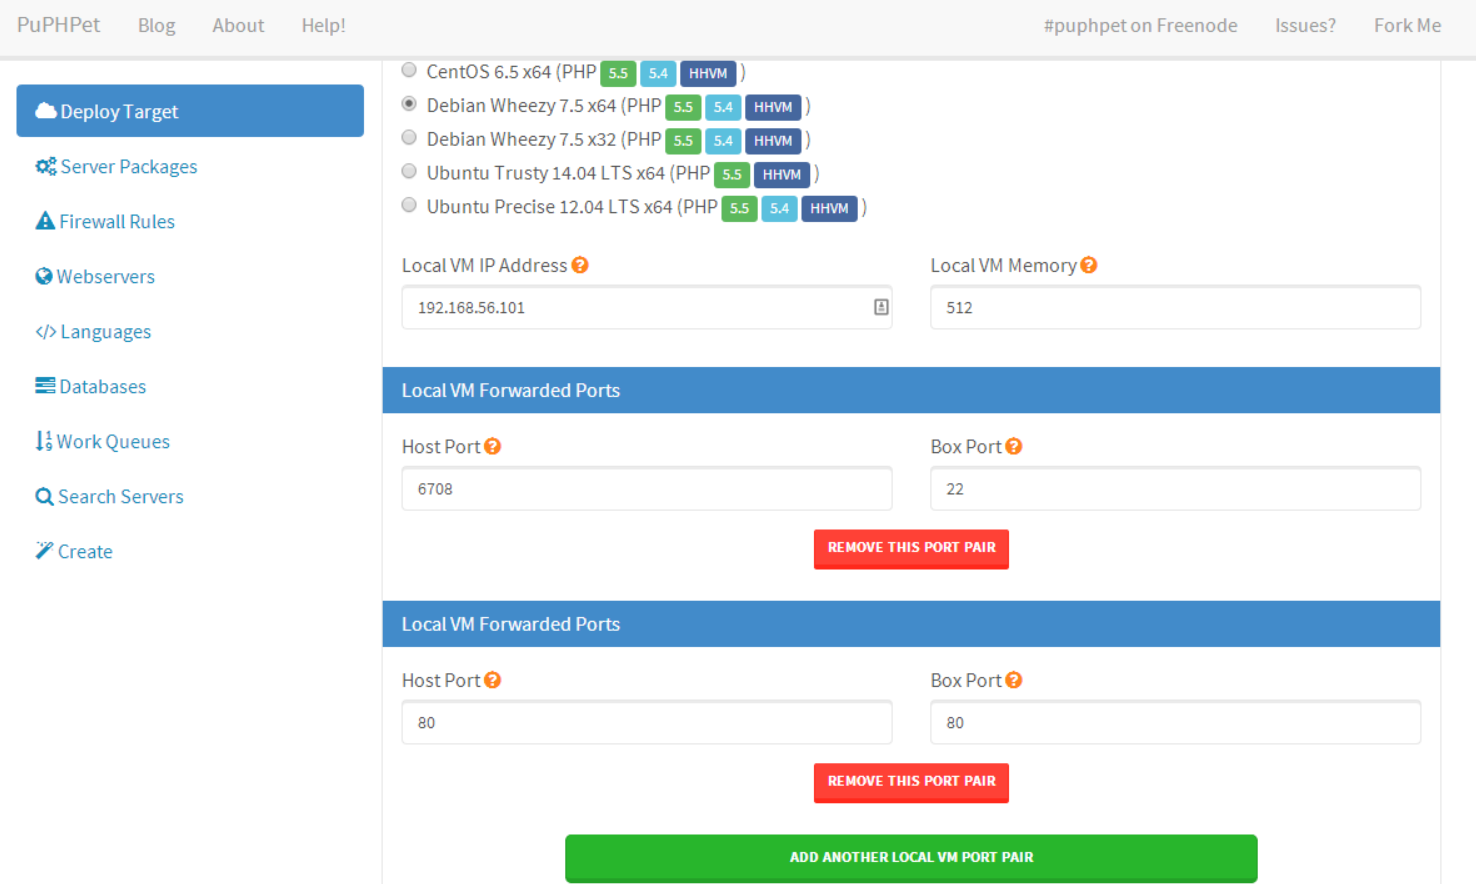 PuPHPet Blog About Help! #puphpet on Freenode Issues? Fork Me
Deploy Target
Server Packages
Firewall Rules
Webservers
</> Languages
Databases
Work Queues
Search Servers
Create
CentOS 6.5 x64 (PHP 5.5 5.4 HHVM )
Debian Wheezy 7.5 x64 (PHP 5.5 5.4 HHVM )
Debian Wheezy 7.5 x32 (PHP 5.5 5.4 HHVM )
Ubuntu Trusty 14.04 LTS x64 (PHP 5.5 HHVM )
Ubuntu Precise 12.04 LTS x64 (PHP 5.5 5.4 HHVM )
Local VM IP Address ? Local VM Memory ?
192.168.56.101 512
Local VM Forwarded Ports
Host Port ? Box Port ?
6708 22
REMOVE THIS PORT PAIR
Local VM Forwarded Ports
Host Port ? Box Port ?
80 80
REMOVE THIS PORT PAIR
ADD ANOTHER LOCAL VM PORT PAIR